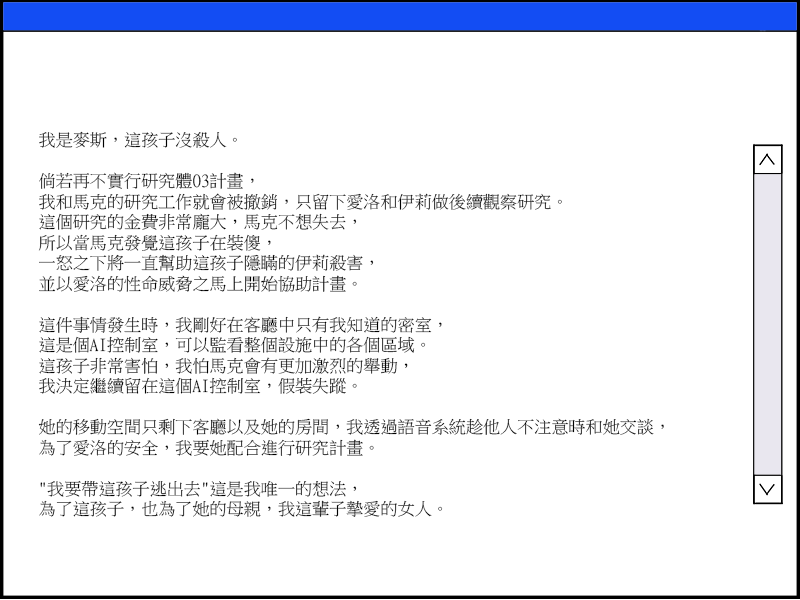 我是麥斯，這孩子沒殺人。
倘若再不實行研究體03計畫，
我和馬克的研究工作就會被撤銷，只留下愛洛和伊莉做後續觀察研究。
這個研究的金費非常龐大，馬克不想失去，
所以當馬克發覺這孩子在裝傻，
一怒之下將一直幫助這孩子隱瞞的伊莉殺害，
並以愛洛的性命威脅之馬上開始協助計畫。
這件事情發生時，我剛好在客廳中只有我知道的密室，
這是個AI控制室，可以監看整個設施中的各個區域。
這孩子非常害怕，我怕馬克會有更加激烈的舉動，
我決定繼續留在這個AI控制室，假裝失蹤。
她的移動空間只剩下客廳以及她的房間，我透過語音系統趁他人不注意時和她交談，
為了愛洛的安全，我要她配合進行研究計畫。
"我要帶這孩子逃出去"這是我唯一的想法，
為了這孩子，也為了她的母親，我這輩子摯愛的女人。